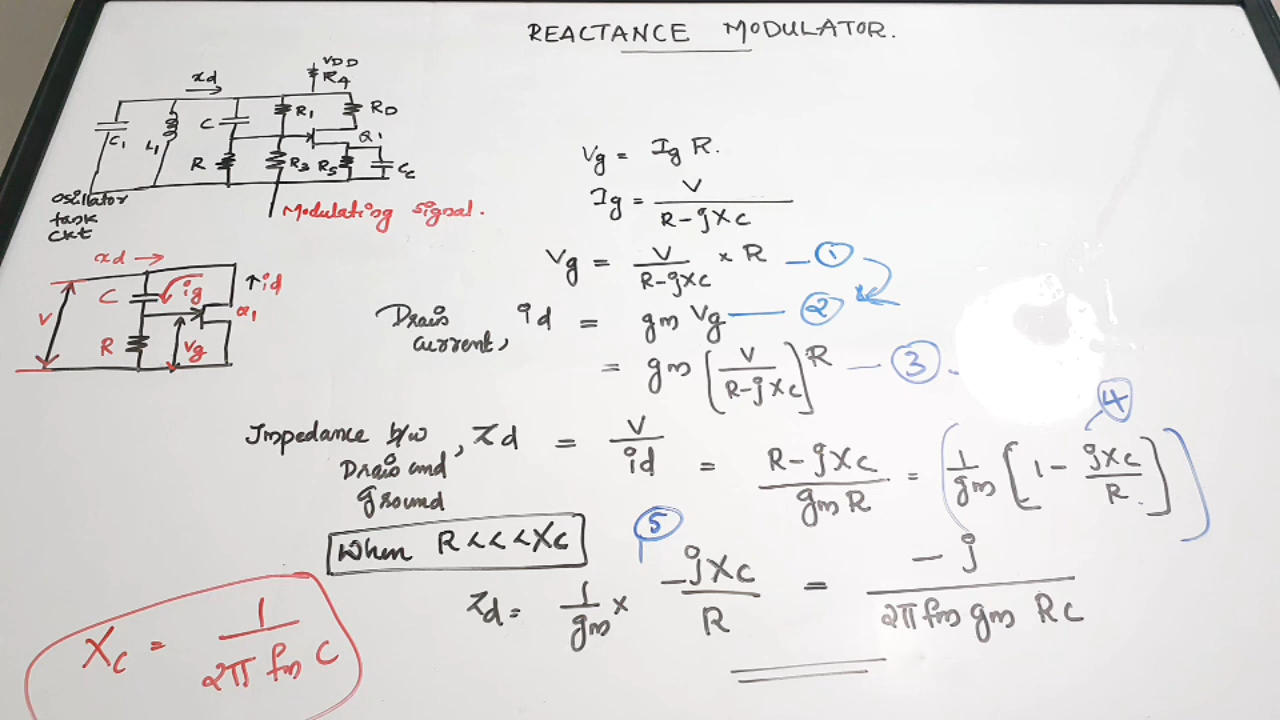 REACTANCE MODULATOR.
VDD
R4
xd
C1
L1
C
R1
RD
Q1
R
R3
RS
Cc
Oscillator
tank
CKT
Modulating signal.
Vg = Ig R.
Ig = V / R-jXc
Vg = V / R-jXc × R — 1
xd
C
ig
id
Q1
V
R
Vg
Drain current, id = gm Vg — 2
= gm [V / R-jXc] R — 3
Impedance b/w Drain and ground, Zd = V / id = R-jXc / gm R = (1/gm [1 - jXc / R]) 4
When R<<<Xc
5
Zd = 1/gm × -jXc / R = -j / 2π fm gm RC
Xc = 1 / 2π fm C